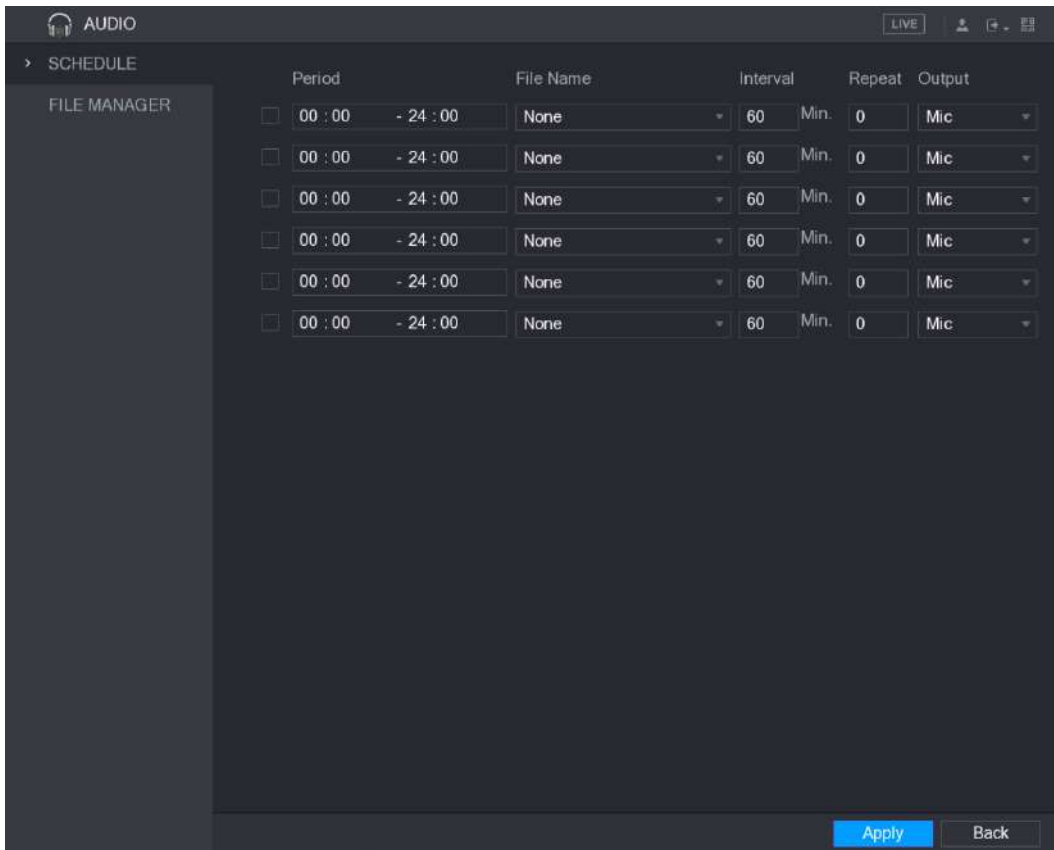 AUDIO LIVE
SCHEDULE
FILE MANAGER
Period File Name Interval Repeat Output
00 : 00 - 24 : 00 None 60 Min. 0 Mic
00 : 00 - 24 : 00 None 60 Min. 0 Mic
00 : 00 - 24 : 00 None 60 Min. 0 Mic
00 : 00 - 24 : 00 None 60 Min. 0 Mic
00 : 00 - 24 : 00 None 60 Min. 0 Mic
00 : 00 - 24 : 00 None 60 Min. 0 Mic
Apply Back